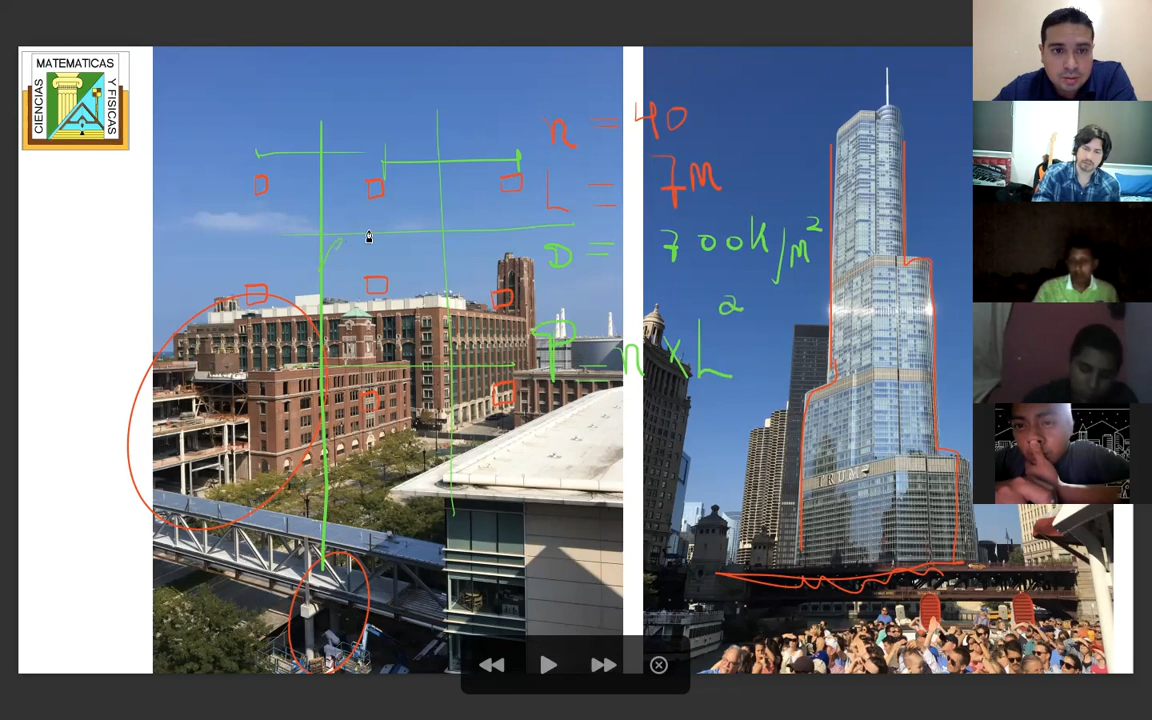 MATEMATICAS
CIENCIAS
Y FISICAS
n = 40
L = 7M
D = 700K/M²
P = n x L²
TRUMP